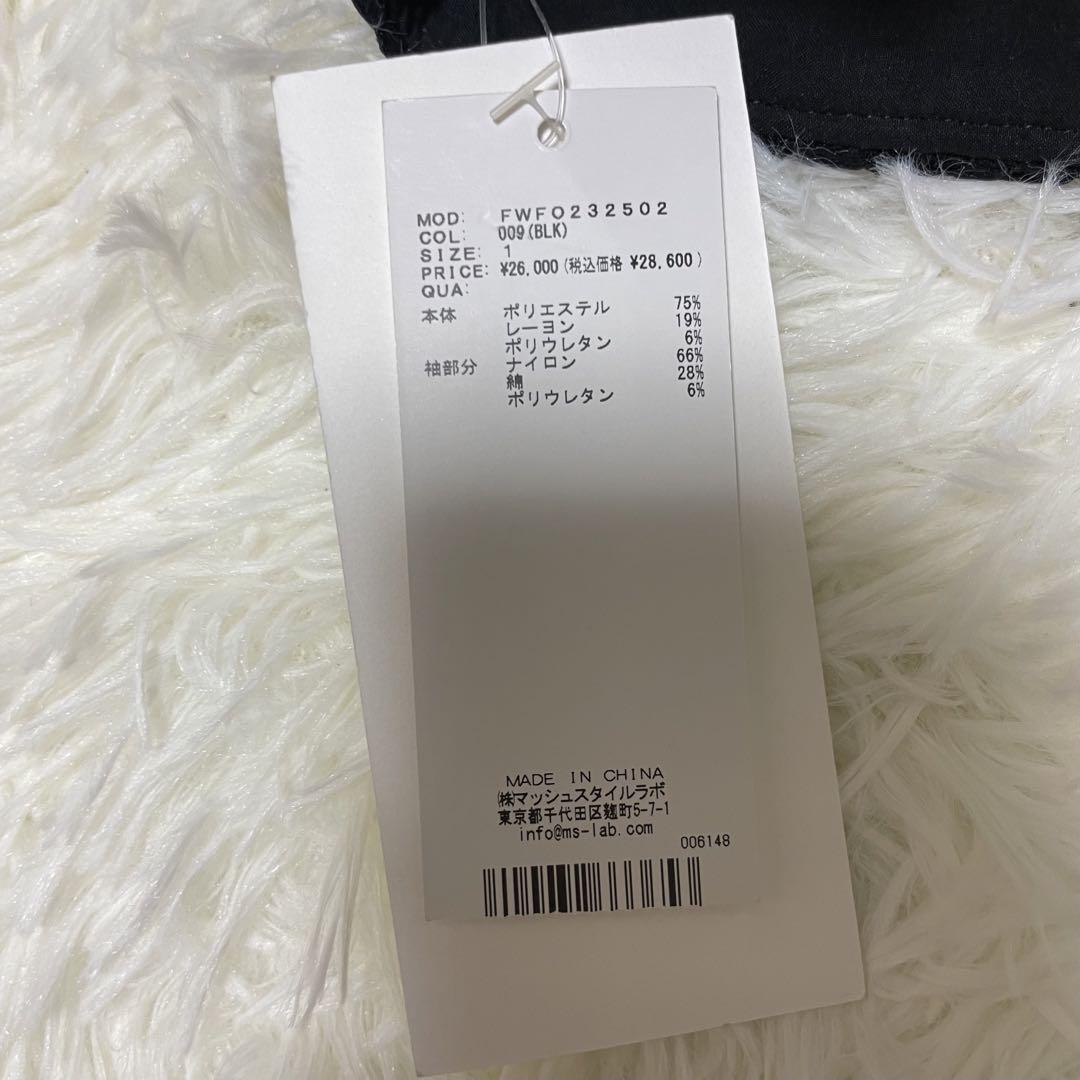 MOD: FWFO232502
COL: 009(BLK)
SIZE: 1
PRICE: ¥26,000(税込価格 ¥28,600)
QUA:
本体 ポリエステル 75%
レーヨン 19%
ポリウレタン 6%
袖部分 ナイロン 66%
綿 28%
ポリウレタン 6%
MADE IN CHINA
㈱マッシュスタイルラボ
東京都千代田区麹町5-7-1
info@ms-lab.com
006148